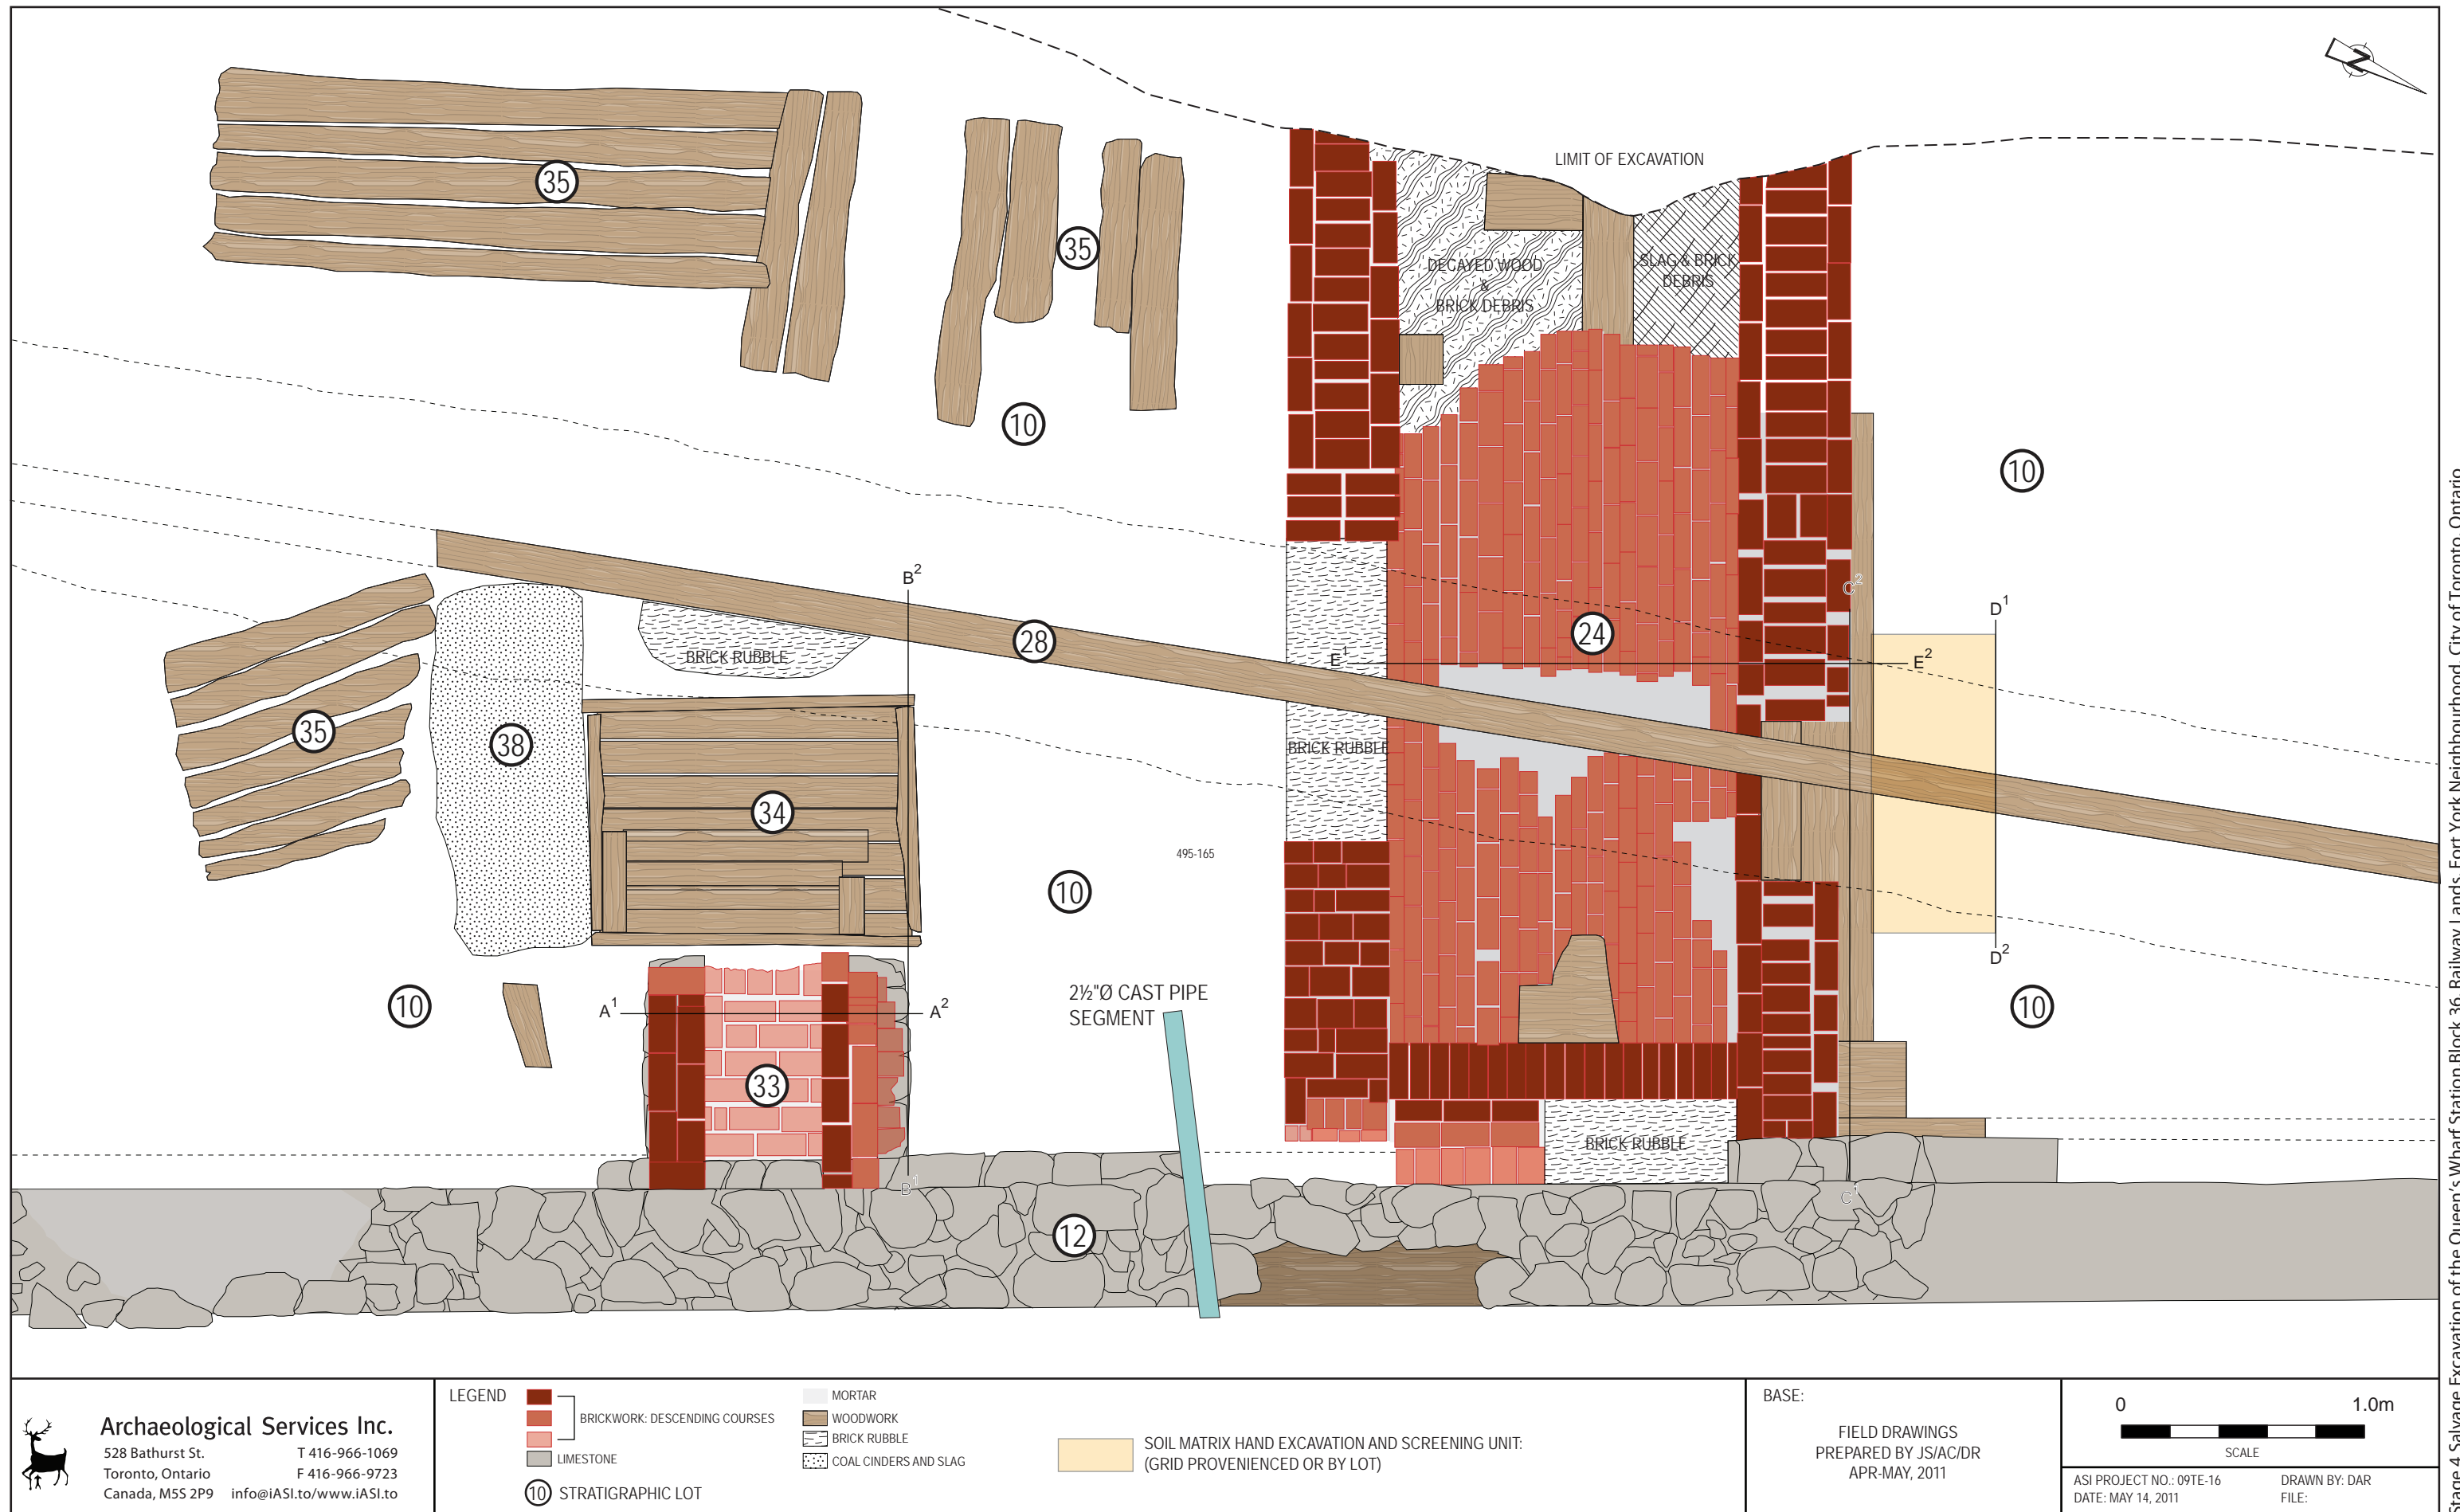 LIMIT OF EXCAVATION
35
35
DECAYED WOOD
&
BRICK DEBRIS
SLAG & BRICK
DEBRIS
10
10
B2
C2
D1
28
24
BRICK RUBBLE
E1
E2
35
38
BRICK RUBBLE
34
495-165
10
D2
10
A1
A2
2½"Ø CAST PIPE
SEGMENT
10
33
BRICK RUBBLE
B1
C1
12
Archaeological Services Inc.
528 Bathurst St.
T 416-966-1069
Toronto, Ontario
F 416-966-9723
Canada, M5S 2P9
info@iASI.to/www.iASI.to
LEGEND
BRICKWORK: DESCENDING COURSES
LIMESTONE
10 STRATIGRAPHIC LOT
MORTAR
WOODWORK
BRICK RUBBLE
COAL CINDERS AND SLAG
SOIL MATRIX HAND EXCAVATION AND SCREENING UNIT:
(GRID PROVENIENCED OR BY LOT)
BASE:
FIELD DRAWINGS
PREPARED BY JS/AC/DR
APR-MAY, 2011
0 1.0m
SCALE
ASI PROJECT NO.: 09TE-16
DRAWN BY: DAR
DATE: MAY 14, 2011
FILE:
Stage 4 Salvage Excavation of the Queen's Wharf Station Block 36, Railway Lands, Fort York Neighbourhood, City of Toronto, Ontario
N